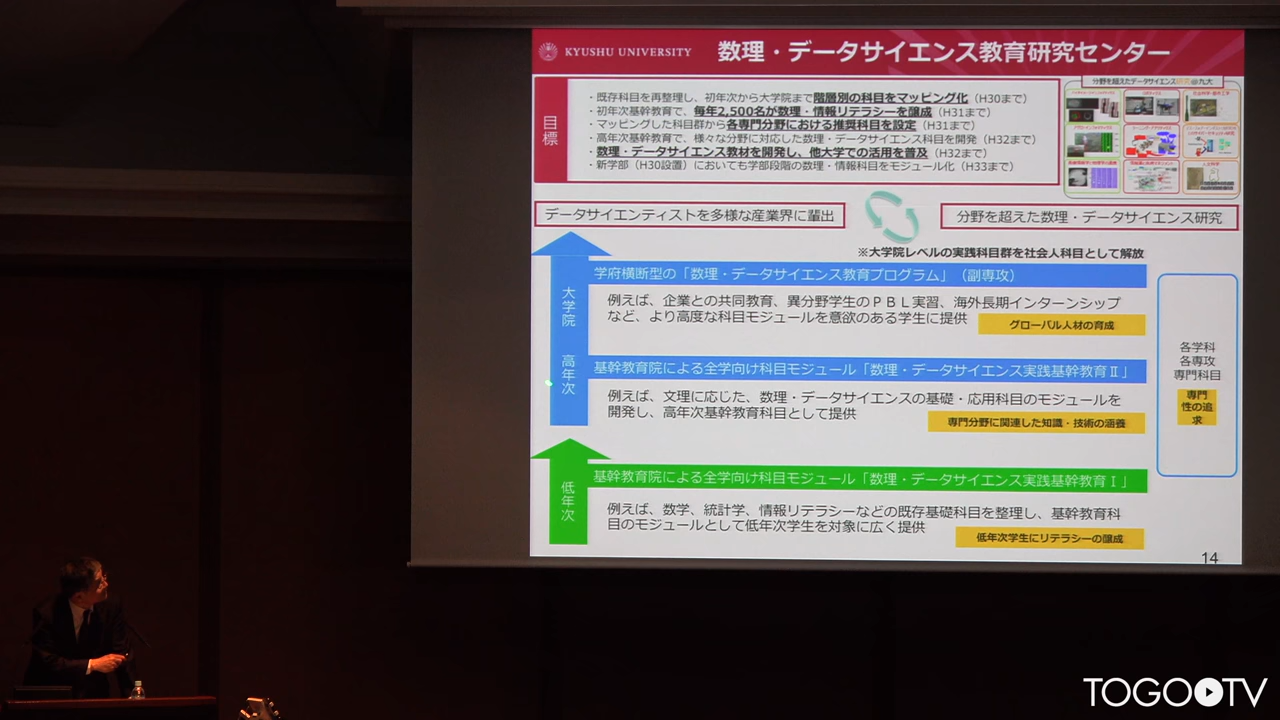 KYUSHU UNIVERSITY 数理・データサイエンス教育研究センター
目標
・既存科目を再整理し、初年次から大学院まで階層別の科目をマッピング化（H30まで）
・初年次基幹教育で、毎年2,500名が数理・情報リテラシーを醸成（H31まで）
・マッピングした科目群から各専門分野における推奨科目を設定（H31まで）
・高年次基幹教育で、様々な分野に対応した数理・データサイエンス科目を開発（H32まで）
・数理・データサイエンス教材を開発し、他大学での活用を普及（H32まで）
・新学部（H30設置）においても学部段階の数理・情報科目をモジュール化（H33まで）
分野を超えたデータサイエンス研究@九大
データサイエンティストを多様な産業界に輩出
分野を超えた数理・データサイエンス研究
※大学院レベルの実践科目群を社会人科目として解放
大学院
学府横断型の「数理・データサイエンス教育プログラム」（副専攻）
例えば、企業との共同教育、異分野学生のＰＢＬ実習、海外長期インターンシップ
など、より高度な科目モジュールを意欲のある学生に提供
グローバル人材の育成
高年次
基幹教育院による全学向け科目モジュール「数理・データサイエンス実践基幹教育Ⅱ」
例えば、文理に応じた、数理・データサイエンスの基礎・応用科目のモジュールを
開発し、高年次基幹教育科目として提供
専門分野に関連した知識・技術の涵養
各学科
各専攻
専門科目
専門
性の追
求
低年次
基幹教育院による全学向け科目モジュール「数理・データサイエンス実践基幹教育Ⅰ」
例えば、数学、統計学、情報リテラシーなどの既存基礎科目を整理し、基幹教育科
目のモジュールとして低年次学生を対象に広く提供
低年次学生にリテラシーの醸成
14
TOGO TV